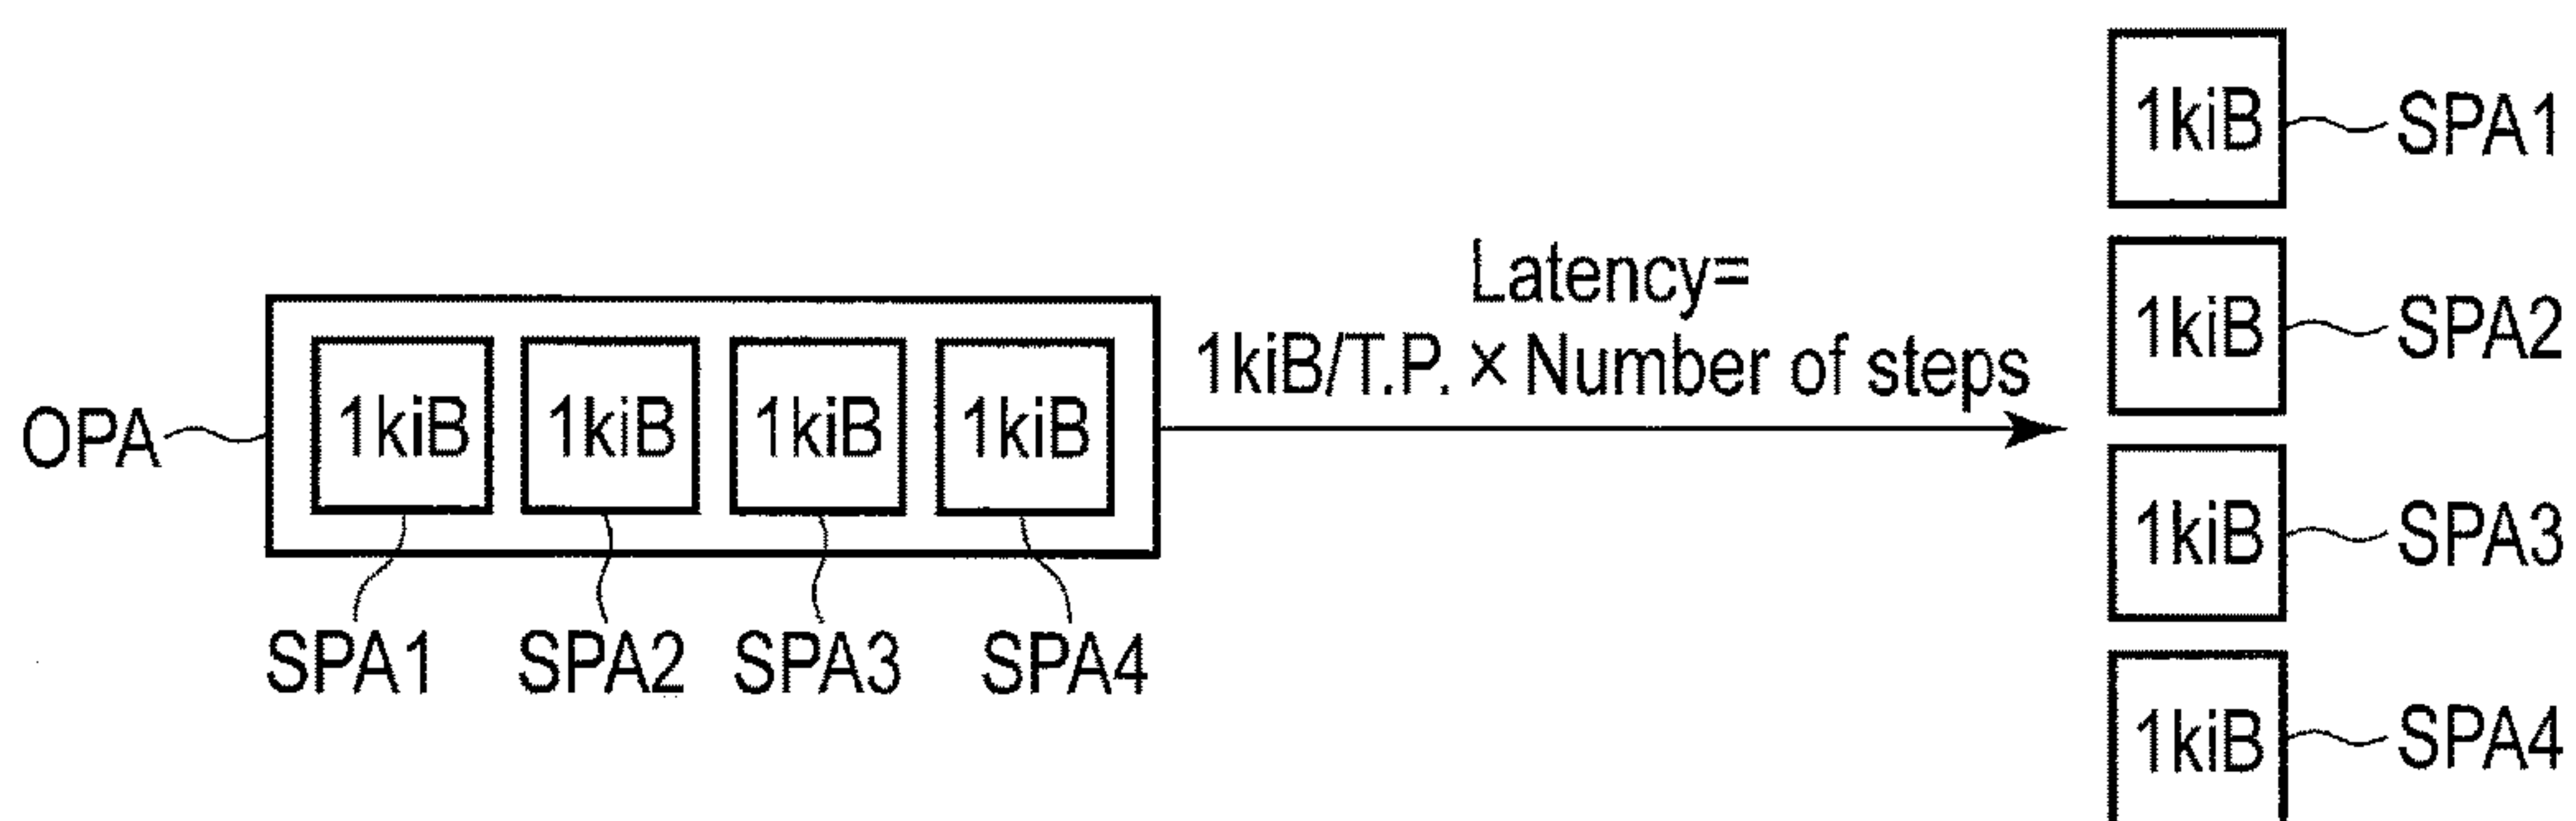 1kiB SPA1
Latency=
1kiB/T.P. × Number of steps
1kiB SPA2
OPA 1kiB 1kiB 1kiB 1kiB
1kiB SPA3
SPA1 SPA2 SPA3 SPA4
1kiB SPA4